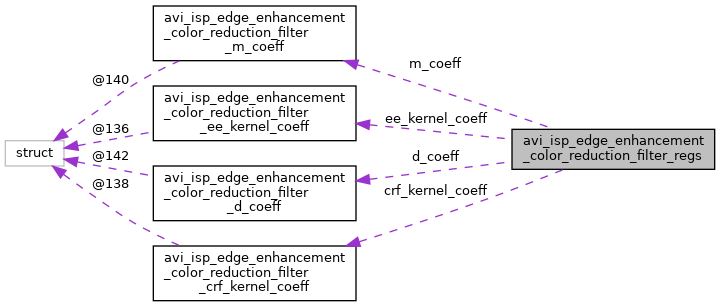 avi_isp_edge_enhancement
_color_reduction_filter
_m_coeff
@140
m_coeff
avi_isp_edge_enhancement
_color_reduction_filter
_ee_kernel_coeff
@136
ee_kernel_coeff
struct
avi_isp_edge_enhancement
_color_reduction_filter_regs
@142
d_coeff
avi_isp_edge_enhancement
_color_reduction_filter
_d_coeff
@138
crf_kernel_coeff
avi_isp_edge_enhancement
_color_reduction_filter
_crf_kernel_coeff